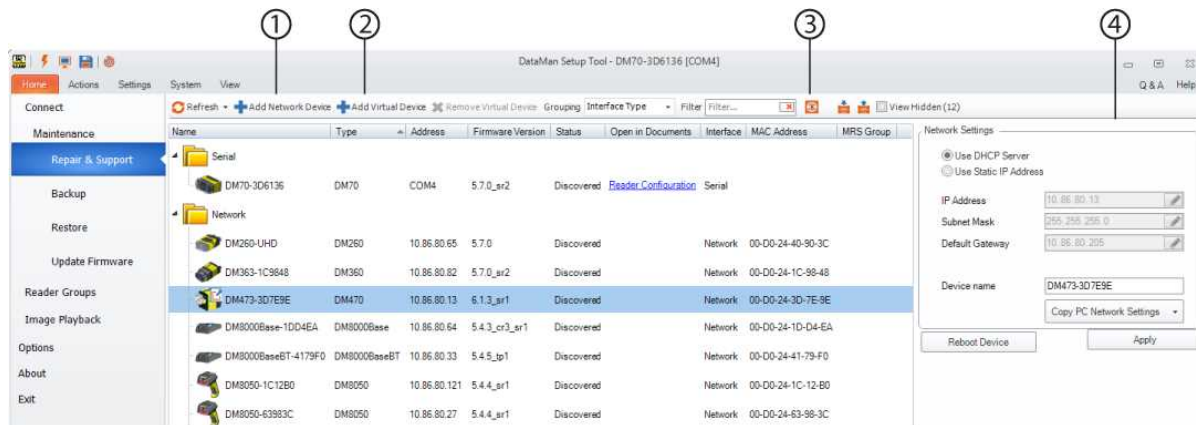 1 2 3 4
DataMan Setup Tool - DM70-3D6136 [COM4]
Home Actions Settings System View Q & A Help
Connect
Maintenance
Repair & Support
Backup
Restore
Update Firmware
Reader Groups
Image Playback
Options
About
Exit
Refresh Add Network Device Add Virtual Device Remove Virtual Device Grouping Interface Type Filter Filter... View Hidden (12)
Name Type Address Firmware Version Status Open in Documents Interface MAC Address MRS Group
Serial
DM70-3D6136 DM70 COM4 5.7.0_sr2 Discovered Reader Configuration Serial
Network
DM260-UHD DM260 10.86.80.65 5.7.0 Discovered Network 00-D0-24-40-90-3C
DM363-1C9848 DM360 10.86.80.82 5.7.0_sr2 Discovered Network 00-D0-24-1C-98-48
DM473-3D7E9E DM470 10.86.80.13 6.1.3_sr1 Discovered Network 00-D0-24-3D-7E-9E
DM8000Base-1DD4EA DM8000Base 10.86.80.64 5.4.3_cr3_sr1 Discovered Network 00-D0-24-1D-D4-EA
DM8000BaseBT-4179F0 DM8000BaseBT 10.86.80.33 5.4.5_tp1 Discovered Network 00-D0-24-41-79-F0
DM8050-1C12B0 DM8050 10.86.80.121 5.4.4_sr1 Discovered Network 00-D0-24-1C-12-B0
DM8050-63983C DM8050 10.86.80.27 5.4.4_sr1 Discovered Network 00-D0-24-63-98-3C
Network Settings
Use DHCP Server
Use Static IP Address
IP Address 10. 86. 80. 13
Subnet Mask 255. 255. 255. 0
Default Gateway 10. 86. 80. 205
Device name DM473-3D7E9E
Copy PC Network Settings
Reboot Device Apply